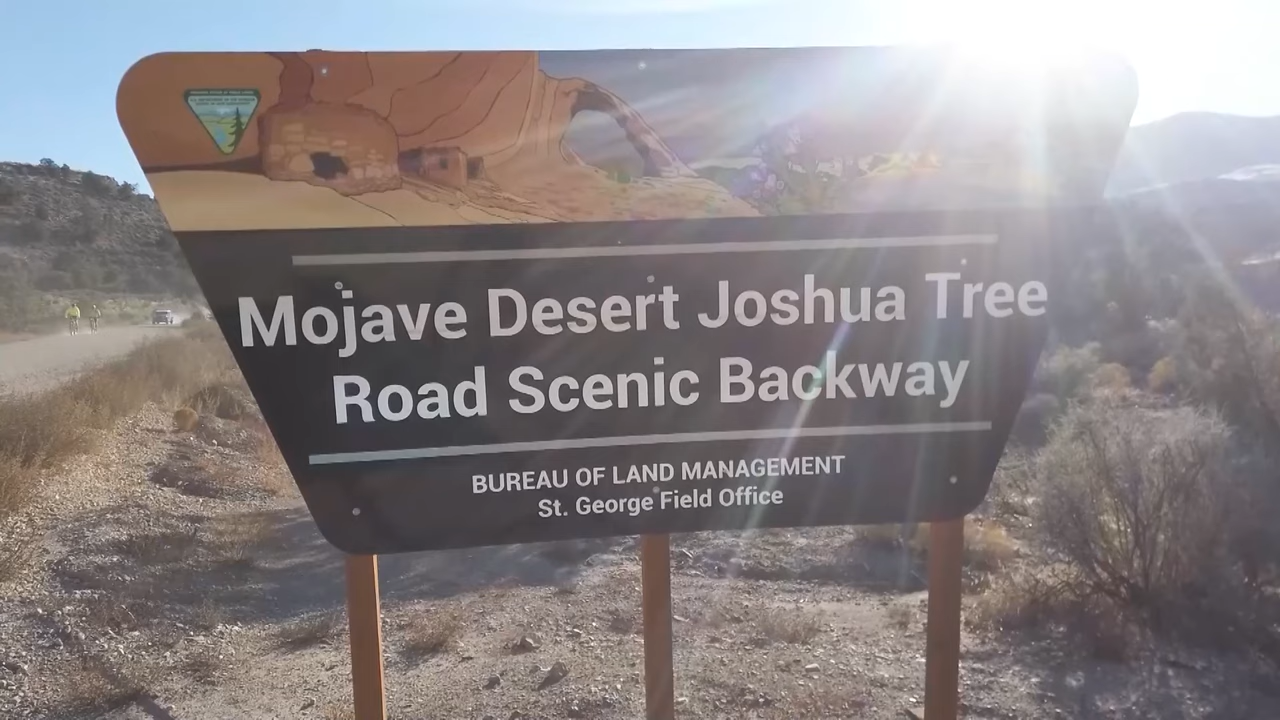 Mojave Desert Joshua Tree
Road Scenic Backway
BUREAU OF LAND MANAGEMENT
St. George Field Office